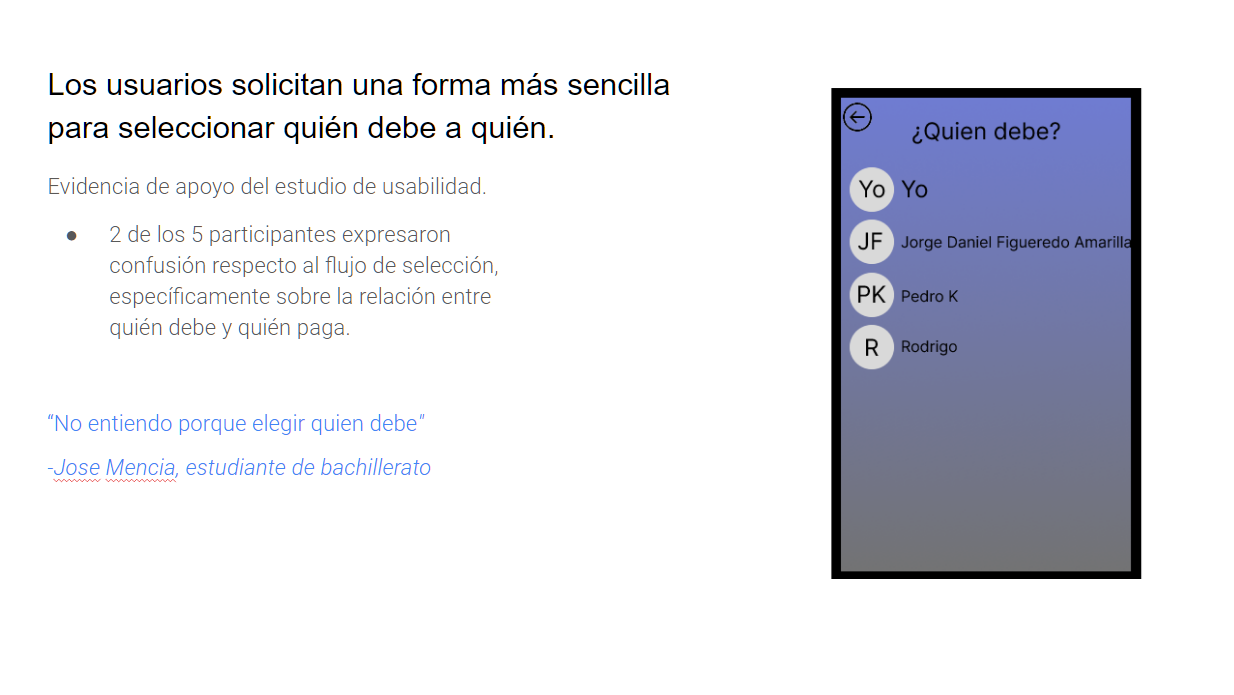 Los usuarios solicitan una forma más sencilla
para seleccionar quién debe a quién.
Evidencia de apoyo del estudio de usabilidad.
● 2 de los 5 participantes expresaron
confusión respecto al flujo de selección,
específicamente sobre la relación entre
quién debe y quién paga.
“No entiendo porque elegir quien debe”
-Jose Mencia, estudiante de bachillerato
¿Quien debe?
Yo Yo
JF Jorge Daniel Figueredo Amarilla
PK Pedro K
R Rodrigo